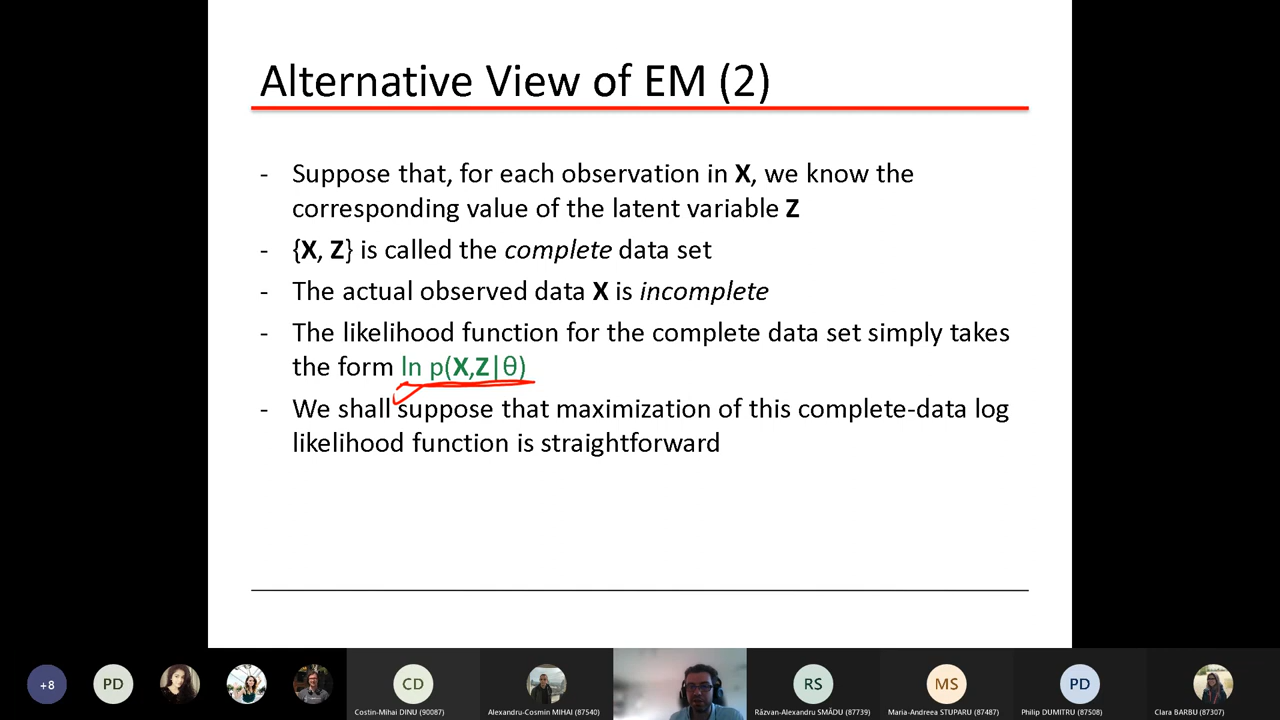 Alternative View of EM (2)
- Suppose that, for each observation in X, we know the
corresponding value of the latent variable Z
- {X, Z} is called the complete data set
- The actual observed data X is incomplete
- The likelihood function for the complete data set simply takes
the form ln p(X,Z|θ)
- We shall suppose that maximization of this complete-data log
likelihood function is straightforward
+8
PD
CD
RS
MS
PD
Costin-Mihai DINU (90087)
Alexandru-Cosmin MIHAI (87540)
Răzvan-Alexandru SMĂDU (87739)
Maria-Andreea STUPARU (87487)
Philip DUMITRU (87508)
Clara BARBU (87307)